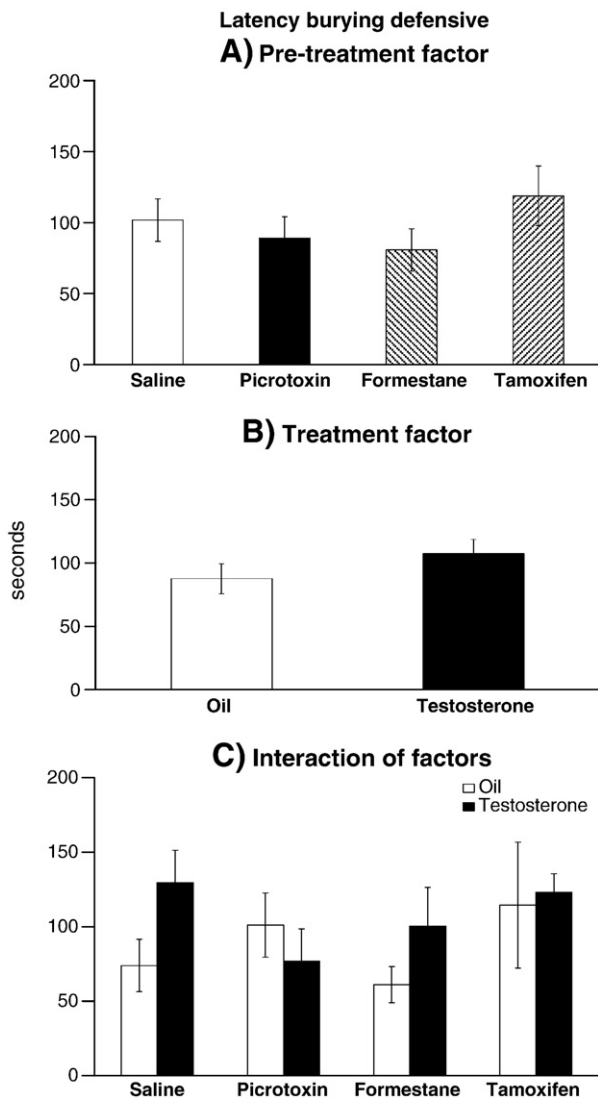 Latency burying defensive
A) Pre-treatment factor
200
150
100
50
0
Saline Picrotoxin Formestane Tamoxifen
B) Treatment factor
200
150
100
50
0
seconds
Oil Testosterone
C) Interaction of factors
200
150
100
50
0
Oil
Testosterone
Saline Picrotoxin Formestane Tamoxifen